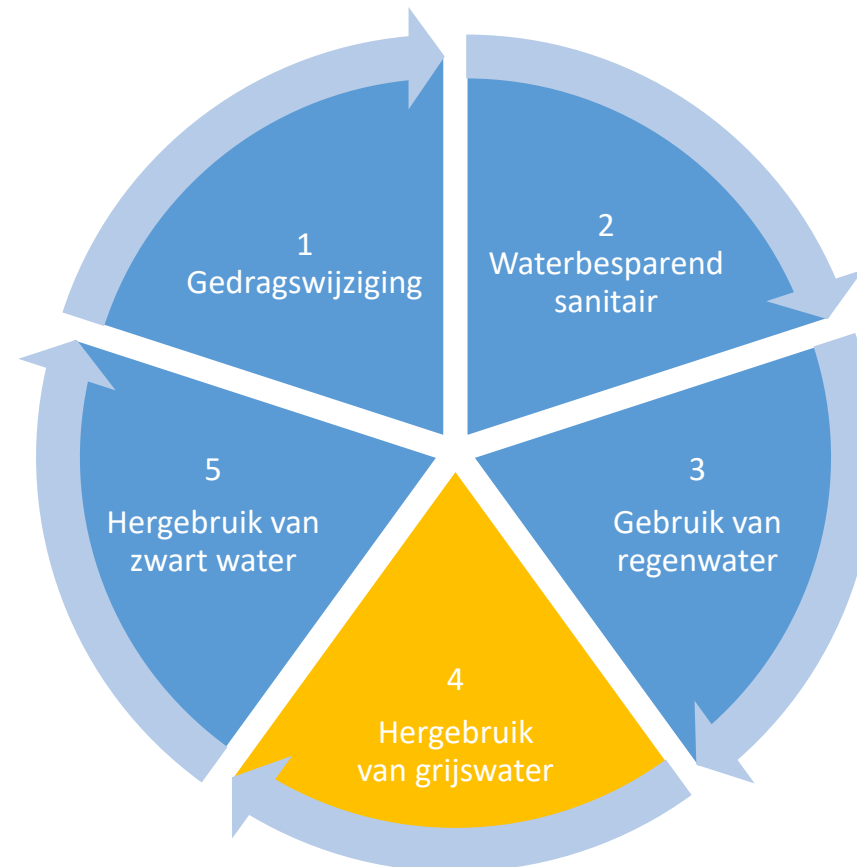 1
Gedragswijziging
2
Waterbesparend
sanitair
3
Gebruik van
regenwater
4
Hergebruik
van grijswater
5
Hergebruik van
zwart water